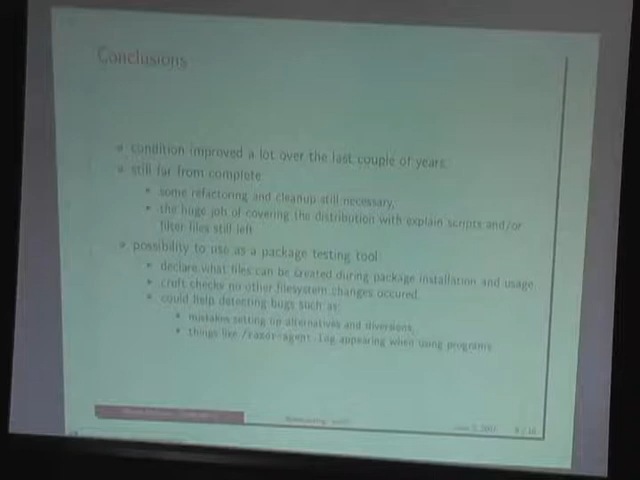 Conclusions
condition improved a lot over the last couple of years
still far from complete
some refactoring and cleanup still necessary,
the huge job of covering the distribution with explain scripts and/or
filter files still left
possibility to use as a package testing tool
declare what files can be created during package installation and usage
cruft checks no other filesystem changes occured
could help detecting bugs such as:
mistakes setting up alternatives and diversions,
things like /razor-agent.log appearing when using programs